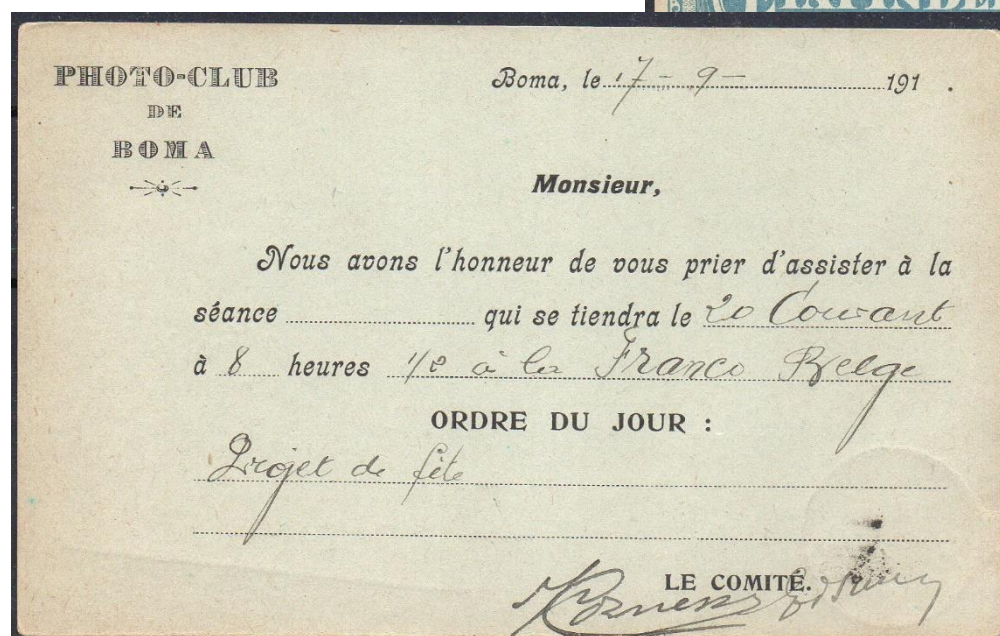 PHOTO-CLUB
DE
BOMA
Boma, le 17-9- 191 .
Monsieur,
Nous avons l'honneur de vous prier d'assister à la
séance ........ qui se tiendra le 20 Courant
à 8 heures 1/2 à la Franco Belge
ORDRE DU JOUR :
Projet de fête
LE COMITÉ.